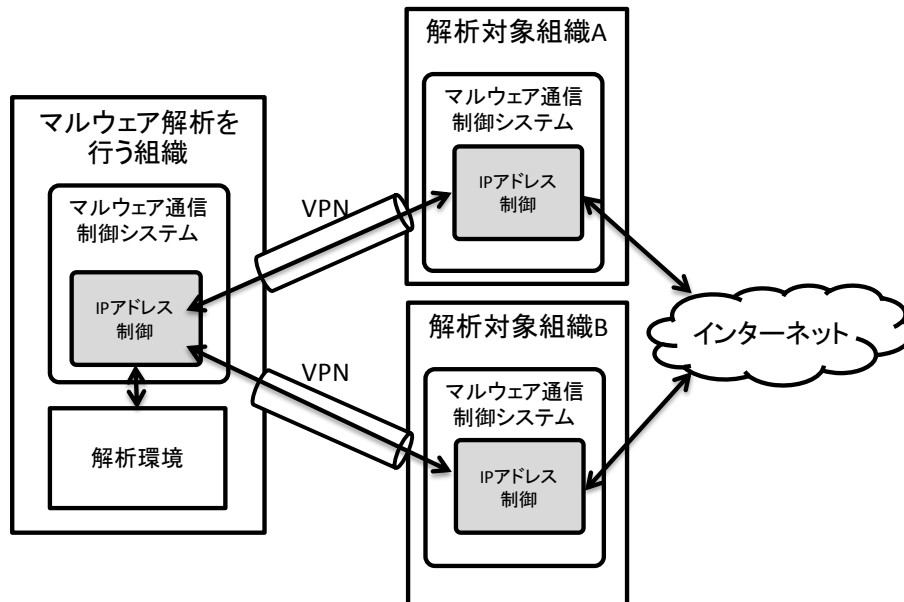 マルウェア解析を
行う組織
マルウェア通信
制御システム
IPアドレス
制御
解析環境
VPN
VPN
解析対象組織A
マルウェア通信
制御システム
IPアドレス
制御
解析対象組織B
マルウェア通信
制御システム
IPアドレス
制御
インターネット